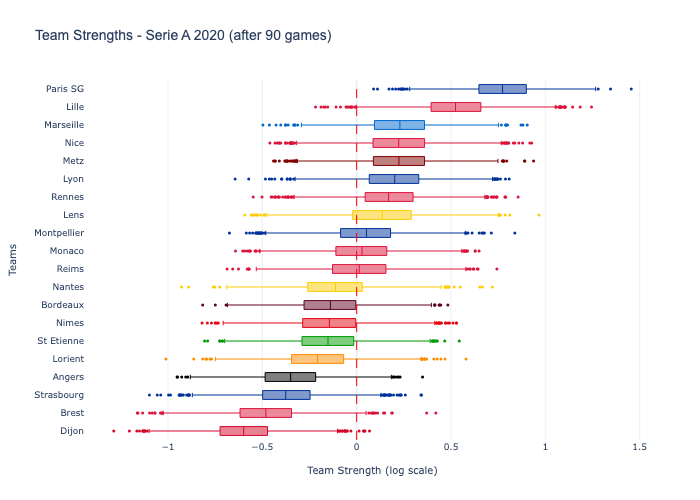 Team Strengths - Serie A 2020 (after 90 games)
Paris SG
Lille
Marseille
Nice
Metz
Lyon
Rennes
Lens
Montpellier
Monaco
Reims
Nantes
Bordeaux
Nimes
St Etienne
Lorient
Angers
Strasbourg
Brest
Dijon
Teams
−1
−0.5
0
0.5
1
1.5
Team Strength (log scale)